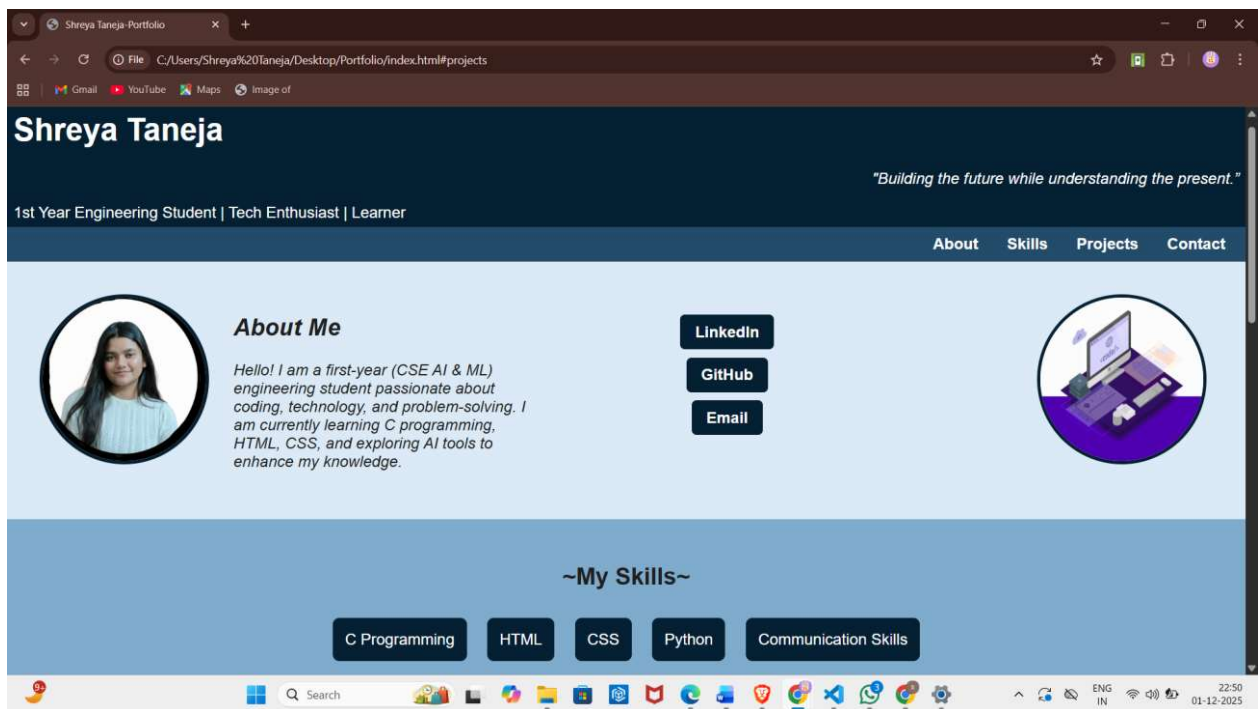 Shreya Taneja-Portfolio
File C:/Users/Shreya%20Taneja/Desktop/Portfolio/index.html#projects
Gmail YouTube Maps Image of
Shreya Taneja
"Building the future while understanding the present."
1st Year Engineering Student | Tech Enthusiast | Learner
About Skills Projects Contact
About Me
Hello! I am a first-year (CSE AI & ML)
engineering student passionate about
coding, technology, and problem-solving. I
am currently learning C programming,
HTML, CSS, and exploring AI tools to
enhance my knowledge.
LinkedIn
GitHub
Email
~My Skills~
C Programming HTML CSS Python Communication Skills
9+
Search
3
ENG
IN
22:50
01-12-2025